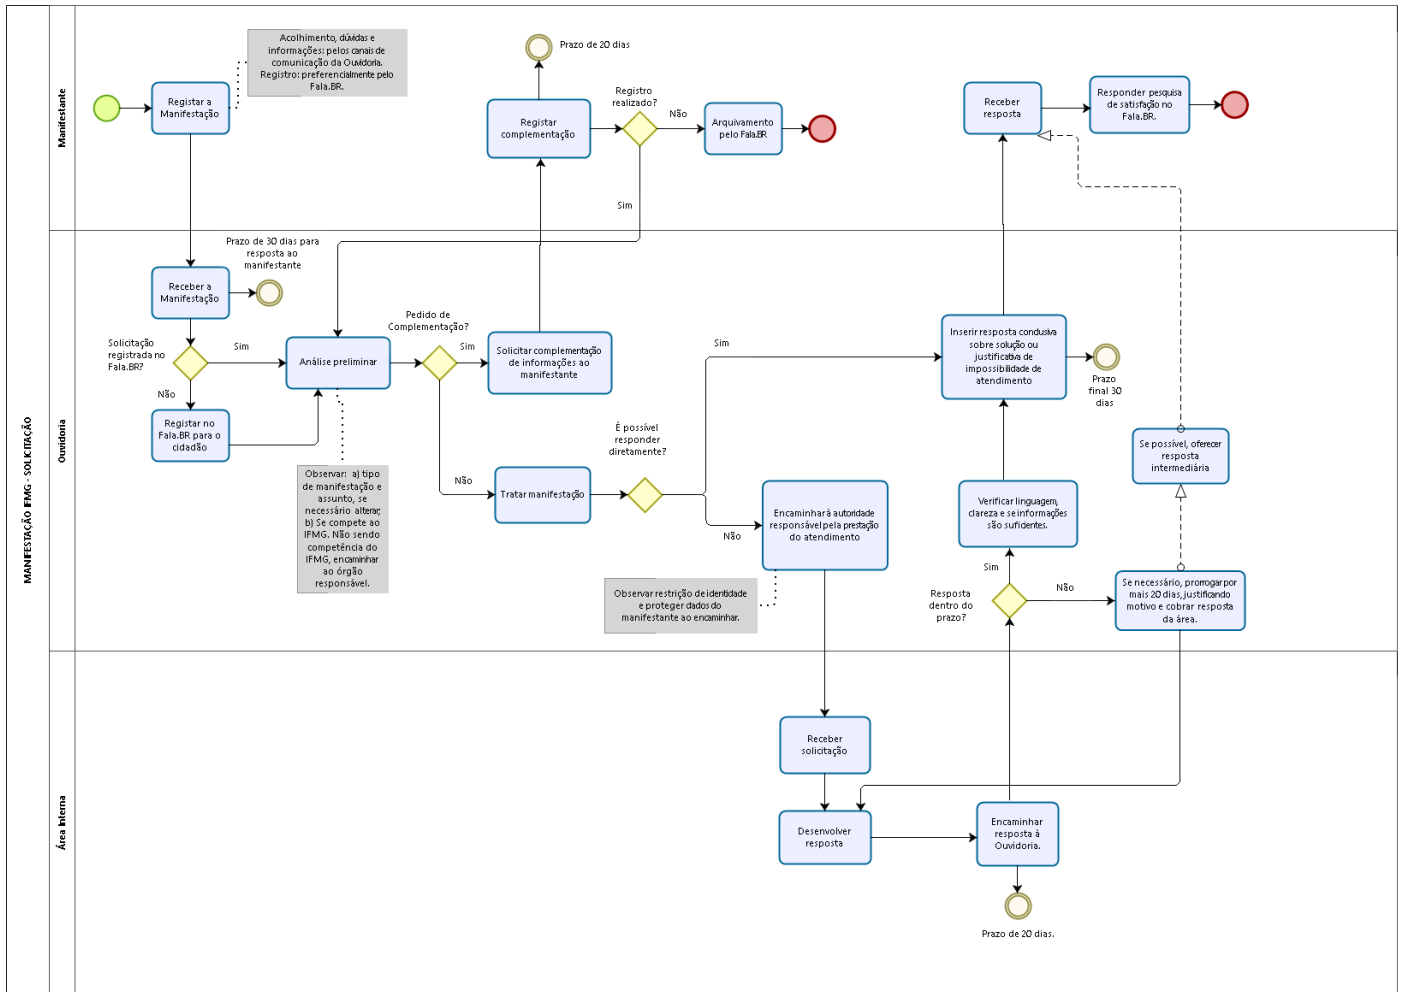 MANIFESTAÇÃO IFMG - SOLICITAÇÃO
Manifestante
Registar a
Manifestação
Acolhimento, dúvidas e
informações: pelos canais de
comunicação da Ouvidoria.
Registro: preferencialmente pelo
Fala.BR.
Prazo de 20 dias
Registar
complementação
Registro
realizado?
Não
Sim
Arquivamento
pelo Fala.BR
Receber
resposta
Responder pesquisa
de satisfação no
Fala.BR.
Ouvidoria
Prazo de 30 dias para
resposta ao
manifestante
Receber a
Manifestação
Solicitação
registrada no
Fala.BR?
Sim
Não
Registar no
Fala.BR para o
cidadão
Análise preliminar
Observar: a) tipo
de manifestação e
assunto, se
necessário alterar;
b) Se compete ao
IFMG. Não sendo
competência do
IFMG, encaminhar
ao órgão
responsável.
Pedido de
Complementação?
Sim
Não
Solicitar complementação
de informações ao
manifestante
Tratar manifestação
É possível
responder
diretamente?
Sim
Não
Encaminhar à autoridade
responsável pela prestação
do atendimento
Observar restrição de identidade
e proteger dados do
manifestante ao encaminhar.
Inserir resposta conclusiva
sobre solução ou
justificativa de
impossibilidade de
atendimento
Prazo
final 30
dias
Verificar linguagem,
clareza e se informações
são suficientes.
Sim
Resposta
dentro do
prazo?
Não
Se possível, oferecer
resposta
intermediária
Se necessário, prorrogar por
mais 20 dias, justificando
motivo e cobrar resposta
da área.
Área Interna
Receber
solicitação
Desenvolver
resposta
Encaminhar
resposta à
Ouvidoria.
Prazo de 20 dias.